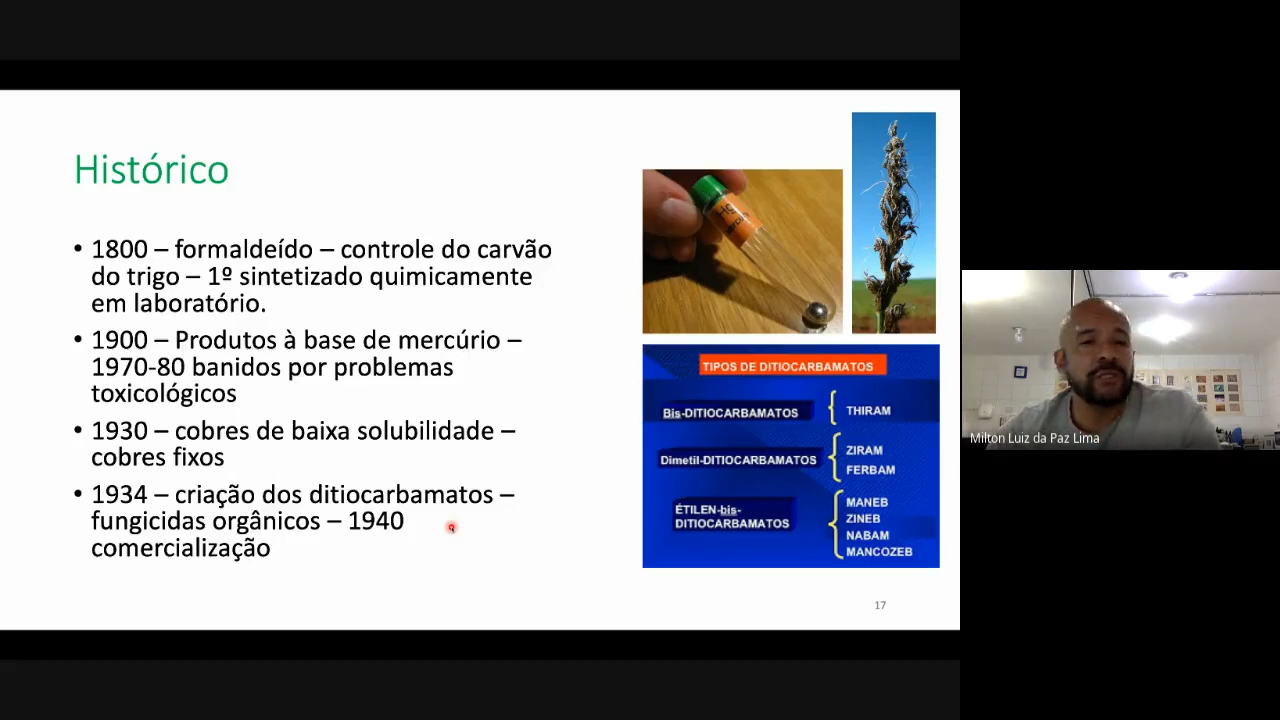 Histórico
• 1800 – formaldeído – controle do carvão
do trigo – 1º sintetizado quimicamente
em laboratório.
• 1900 – Produtos à base de mercúrio –
1970-80 banidos por problemas
toxicológicos
• 1930 – cobres de baixa solubilidade –
cobres fixos
• 1934 – criação dos ditiocarbamatos –
fungicidas orgânicos – 1940
comercialização
Hg
TIPOS DE DITIOCARBAMATOS
Bis-DITIOCARBAMATOS
THIRAM
Dimetil-DITIOCARBAMATOS
ZIRAM
FERBAM
ÉTILEN-bis-
DITIOCARBAMATOS
MANEB
ZINEB
NABAM
MANCOZEB
17
Milton Luiz da Paz Lima